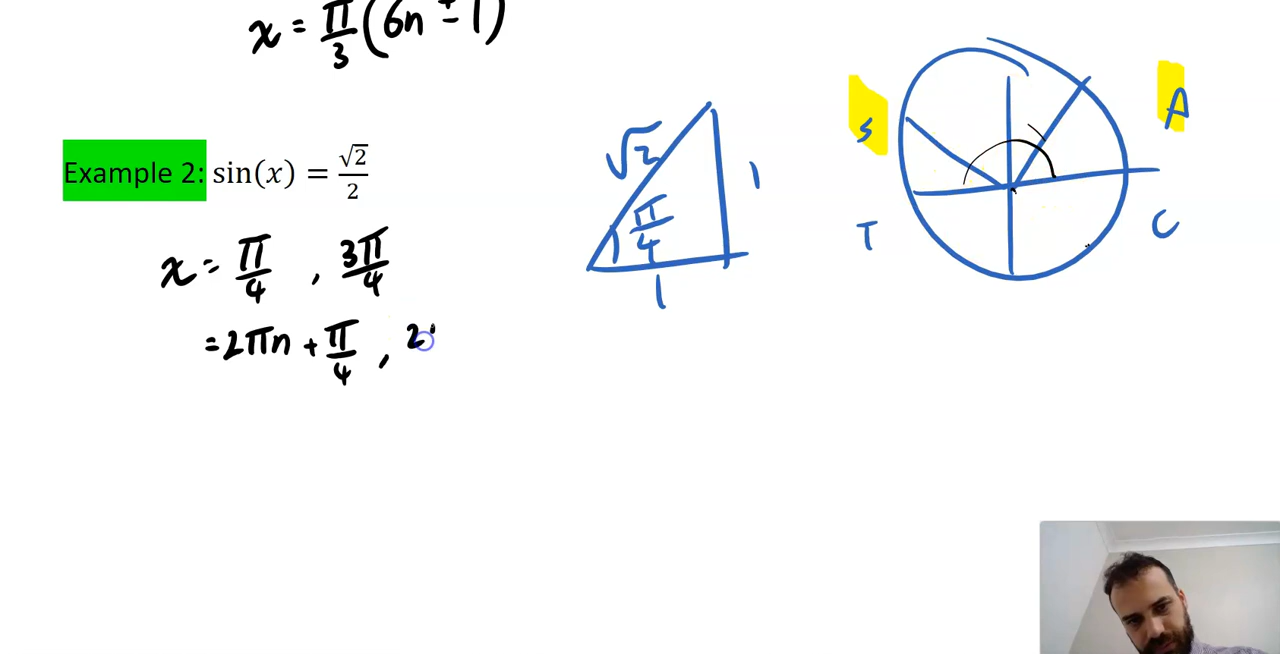 x = π/3 (6n ± 1)
Example 2: sin(x) = √2/2
x = π/4 , 3π/4
= 2πn + π/4 , 2
√2
π/4
1
1
S
A
T
C